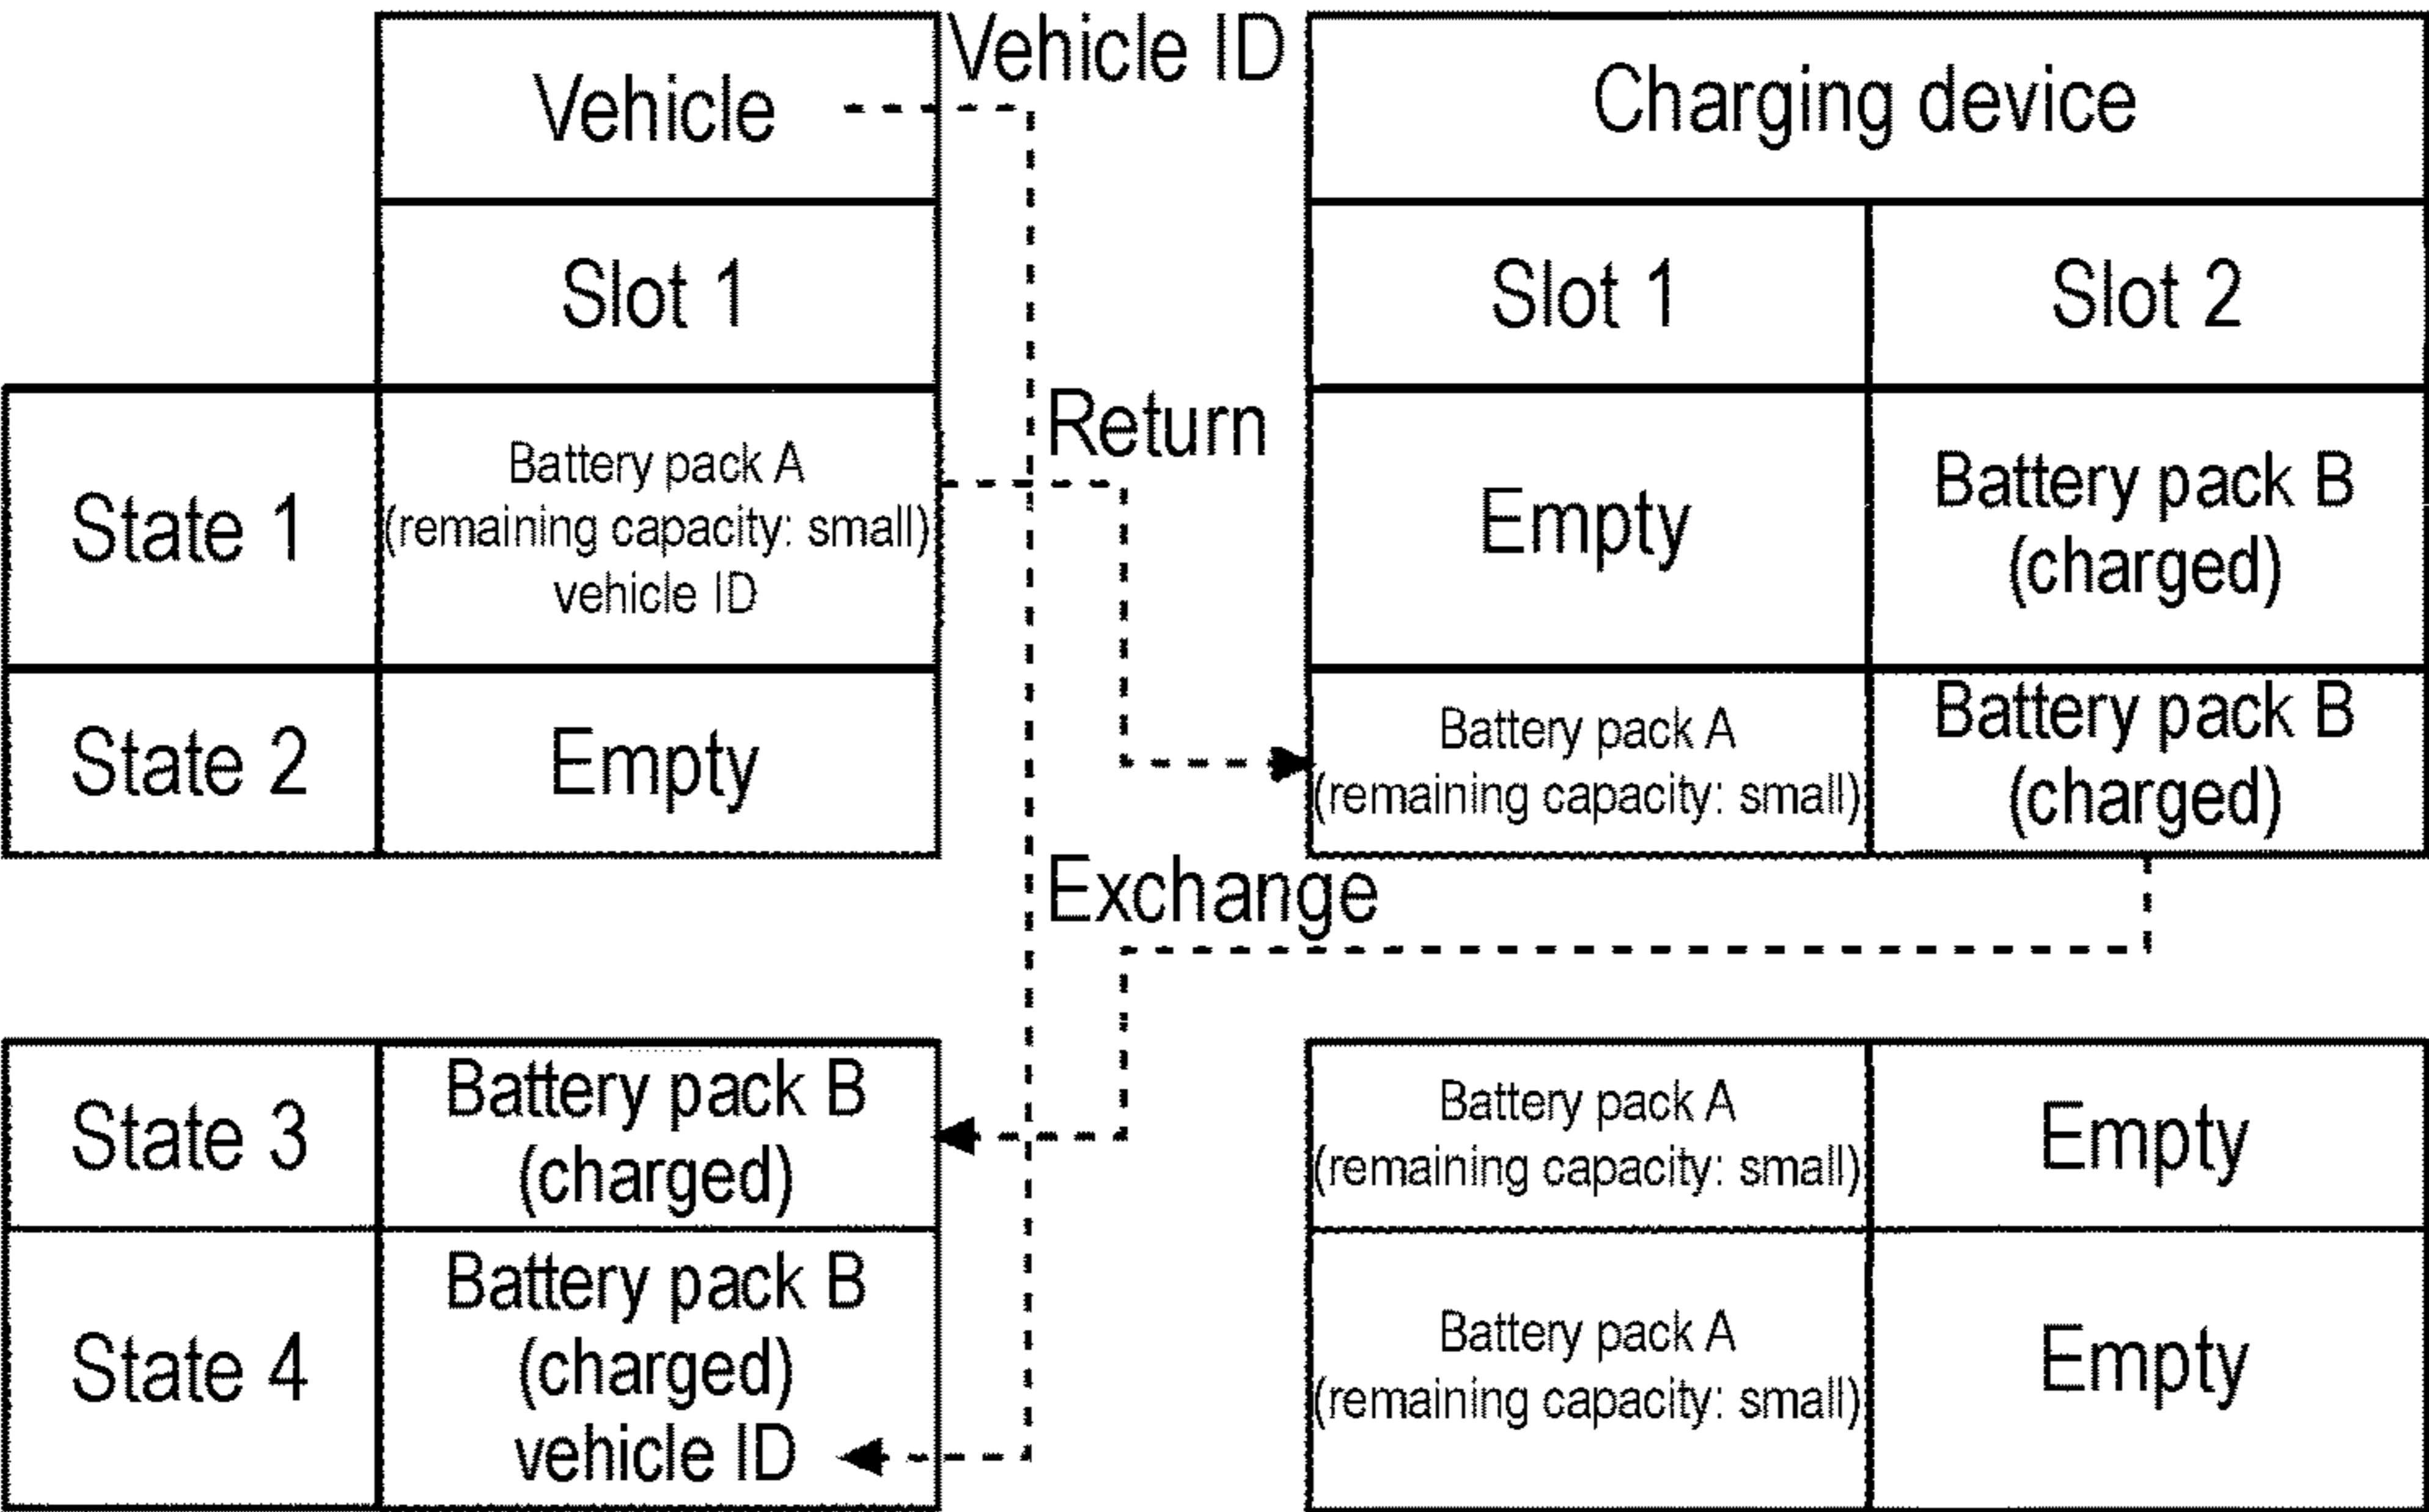 Vehicle
Vehicle ID
Charging device
Slot 1
Slot 1
Slot 2
State 1
Battery pack A
(remaining capacity: small)
vehicle ID
Return
Empty
Battery pack B
(charged)
State 2
Empty
Battery pack A
(remaining capacity: small)
Battery pack B
(charged)
Exchange
State 3
Battery pack B
(charged)
Battery pack A
(remaining capacity: small)
Empty
State 4
Battery pack B
(charged)
vehicle ID
Battery pack A
(remaining capacity: small)
Empty